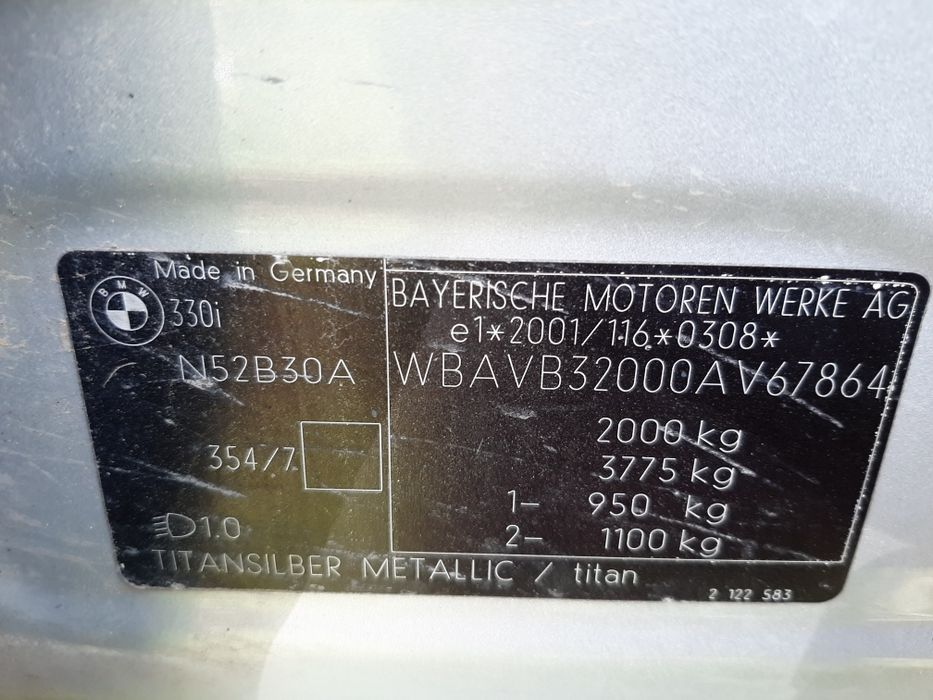 Made in Germany
BMW
330i
N52B30A
354/7
1.0
BAYERISCHE MOTOREN WERKE AG
e1*2001/116*0308*
WBAVB32000AV67864
2000 kg
3775 kg
1- 950 kg
2- 1100 kg
TITANSILBER METALLIC / titan
2 122 583